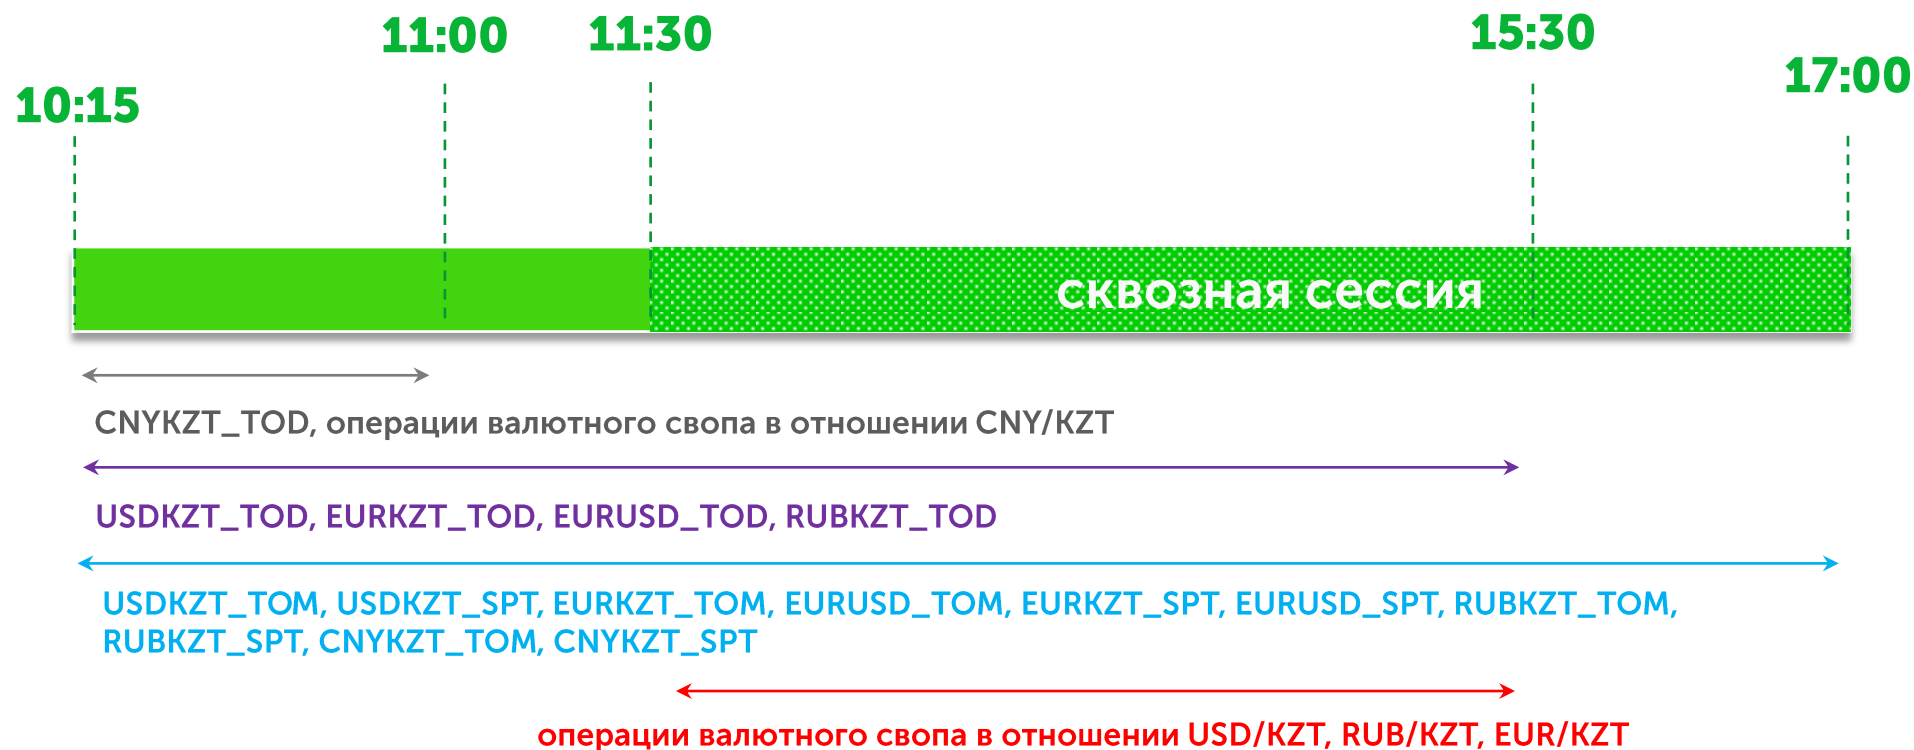 10:15
11:00
11:30
15:30
17:00
сквозная сессия
CNYKZT_TOD, операции валютного свопа в отношении CNY/KZT
USDKZT_TOD, EURKZT_TOD, EURUSD_TOD, RUBKZT_TOD
USDKZT_TOM, USDKZT_SPT, EURKZT_TOM, EURUSD_TOM, EURKZT_SPT, EURUSD_SPT, RUBKZT_TOM,
RUBKZT_SPT, CNYKZT_TOM, CNYKZT_SPT
операции валютного свопа в отношении USD/KZT, RUB/KZT, EUR/KZT